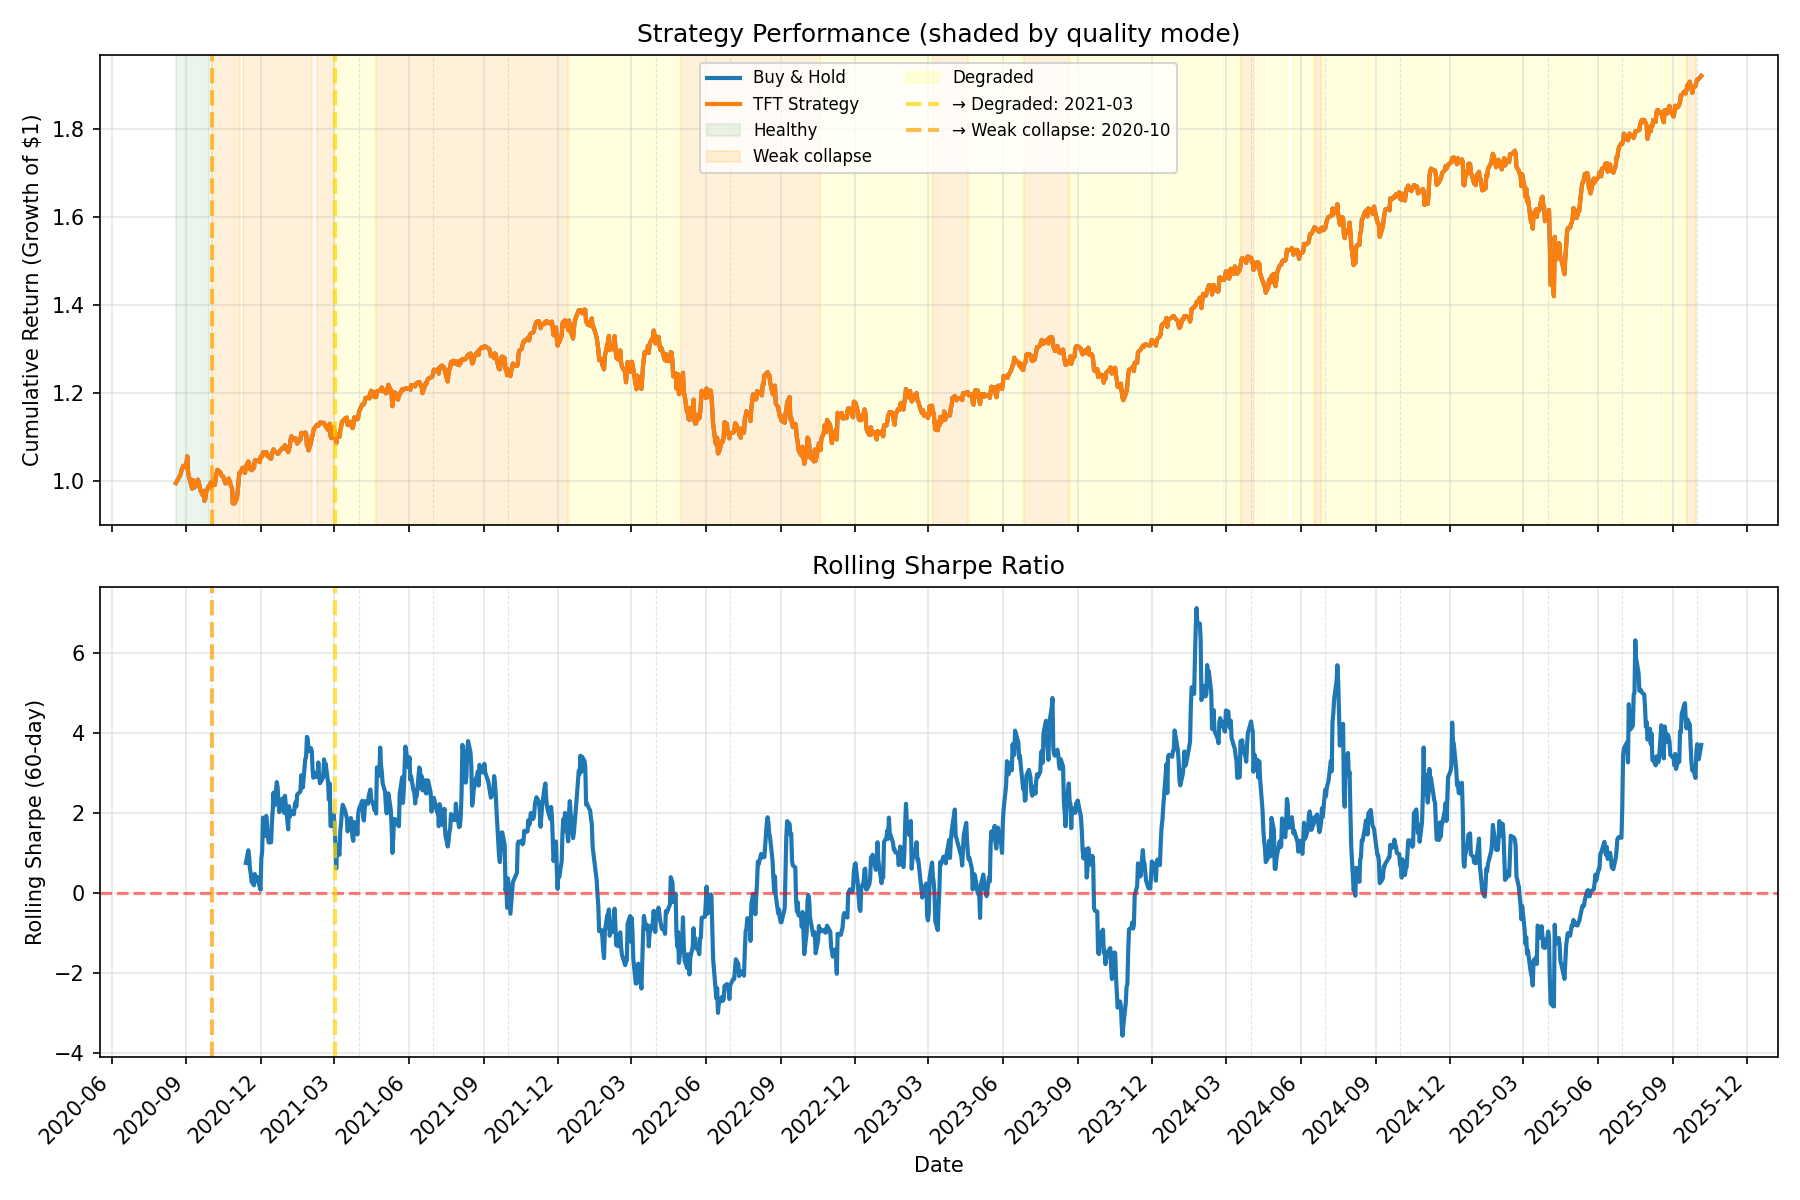 Strategy Performance (shaded by quality mode)
Cumulative Return (Growth of $1)
1.8
1.6
1.4
1.2
1.0
Buy & Hold
TFT Strategy
Healthy
Weak collapse
Degraded
→ Degraded: 2021-03
→ Weak collapse: 2020-10
Rolling Sharpe Ratio
Rolling Sharpe (60-day)
6
4
2
0
−2
−4
2020-06
2020-09
2020-12
2021-03
2021-06
2021-09
2021-12
2022-03
2022-06
2022-09
2022-12
2023-03
2023-06
2023-09
2023-12
2024-03
2024-06
2024-09
2024-12
2025-03
2025-06
2025-09
2025-12
Date